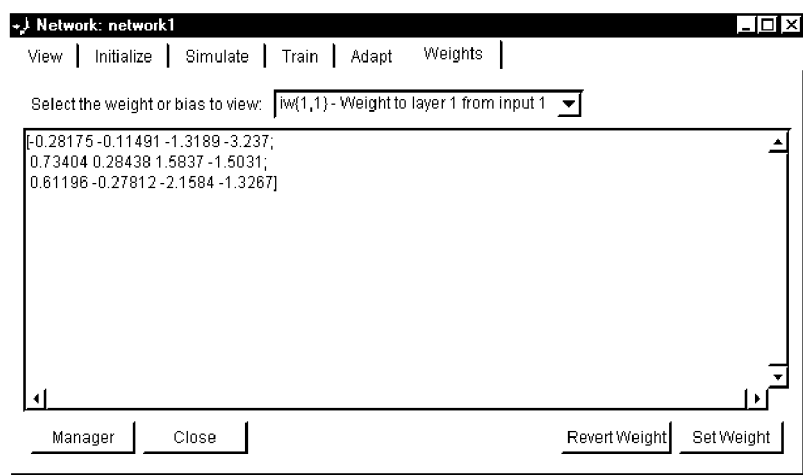 Network: network1
View Initialize Simulate Train Adapt Weights
Select the weight or bias to view: iw{1,1} - Weight to layer 1 from input 1
[-0.28175 -0.11491 -1.3189 -3.237;
0.73404 0.28438 1.5837 -1.5031;
0.61196 -0.27812 -2.1584 -1.3267]
Manager Close Revert Weight Set Weight